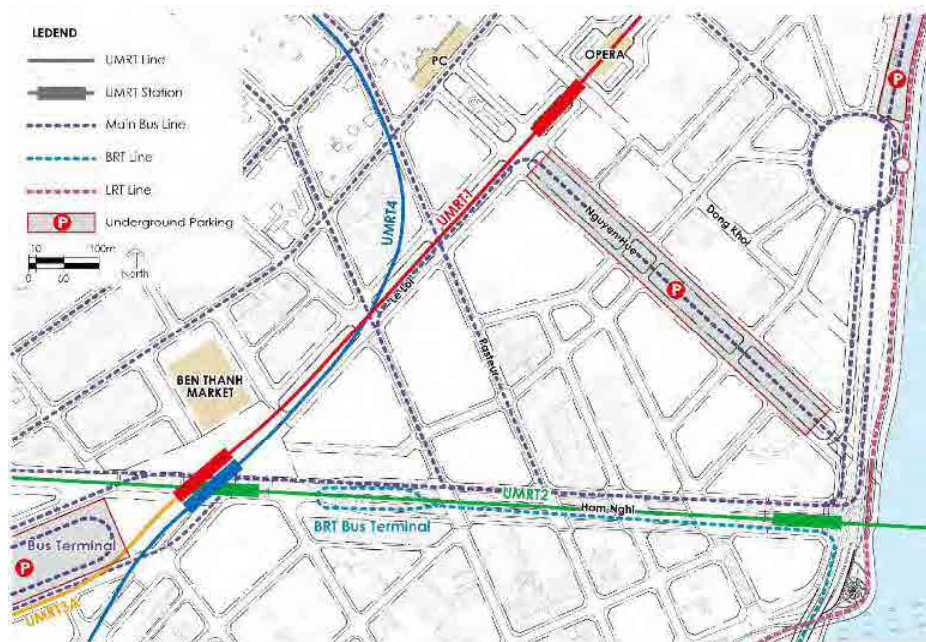 LEDEND
UMRT Line
UMRT Station
Main Bus Line
BRT Line
LRT Line
P
Underground Parking
10
100m
0
50
North
PC
OPERA
P
UMRT-1
UMRT4
Le Loi
Nguyen Hue
Dong Khoi
P
Pasteur
BEN THANH
MARKET
UMRT2
Ham Nghi
BRT Bus Terminal
Bus Terminal
P
UMRT3A